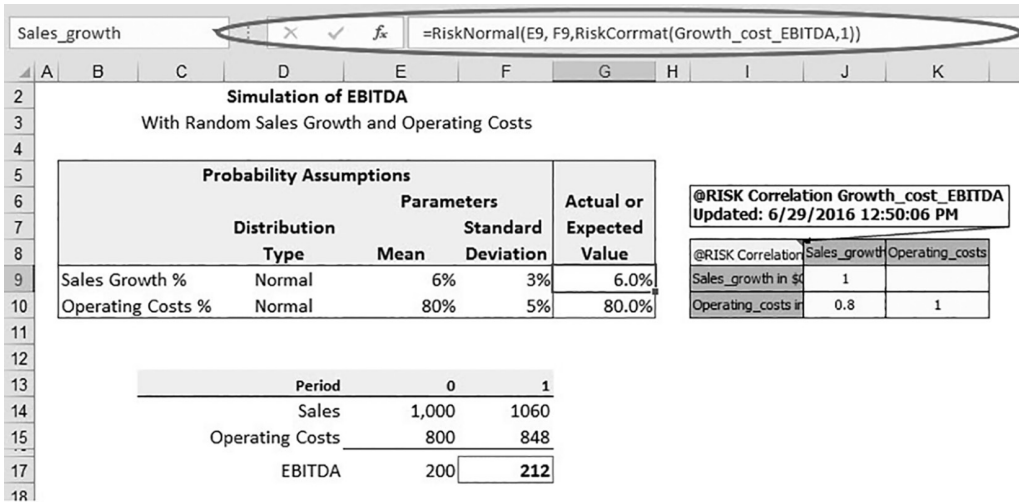 Sales_growth
fx
=RiskNormal(E9, F9,RiskCorrmat(Growth_cost_EBITDA,1))
A B C D E F G H I J K
2 Simulation of EBITDA
3 With Random Sales Growth and Operating Costs
4
5 Probability Assumptions
6 Parameters Actual or
7 Distribution Standard Expected
8 Type Mean Deviation Value
9 Sales Growth % Normal 6% 3% 6.0%
10 Operating Costs % Normal 80% 5% 80.0%
@RISK Correlation Growth_cost_EBITDA
Updated: 6/29/2016 12:50:06 PM
@RISK Correlation Sales_growth Operating_costs
Sales_growth in $G 1
Operating_costs in 0.8 1
11
12
13 Period 0 1
14 Sales 1,000 1060
15 Operating Costs 800 848
17 EBITDA 200 212
18